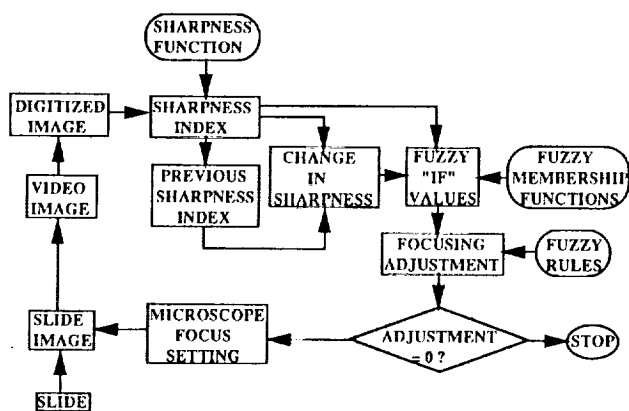 SHARPNESS
FUNCTION
DIGITIZED
IMAGE
SHARPNESS
INDEX
VIDEO
IMAGE
PREVIOUS
SHARPNESS
INDEX
CHANGE
IN
SHARPNESS
FUZZY
"IF"
VALUES
FUZZY
MEMBERSHIP
FUNCTIONS
FOCUSING
ADJUSTMENT
FUZZY
RULES
SLIDE
IMAGE
MICROSCOPE
FOCUS
SETTING
ADJUSTMENT
= 0 ?
STOP
SLIDE